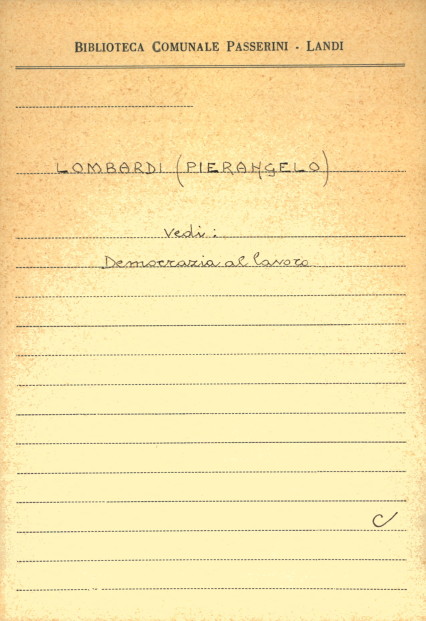 BIBLIOTECA COMUNALE PASSERINI - LANDI
LOMBARDI (PIERANGELO)
Vedi:
Democrazia al lavoro
C